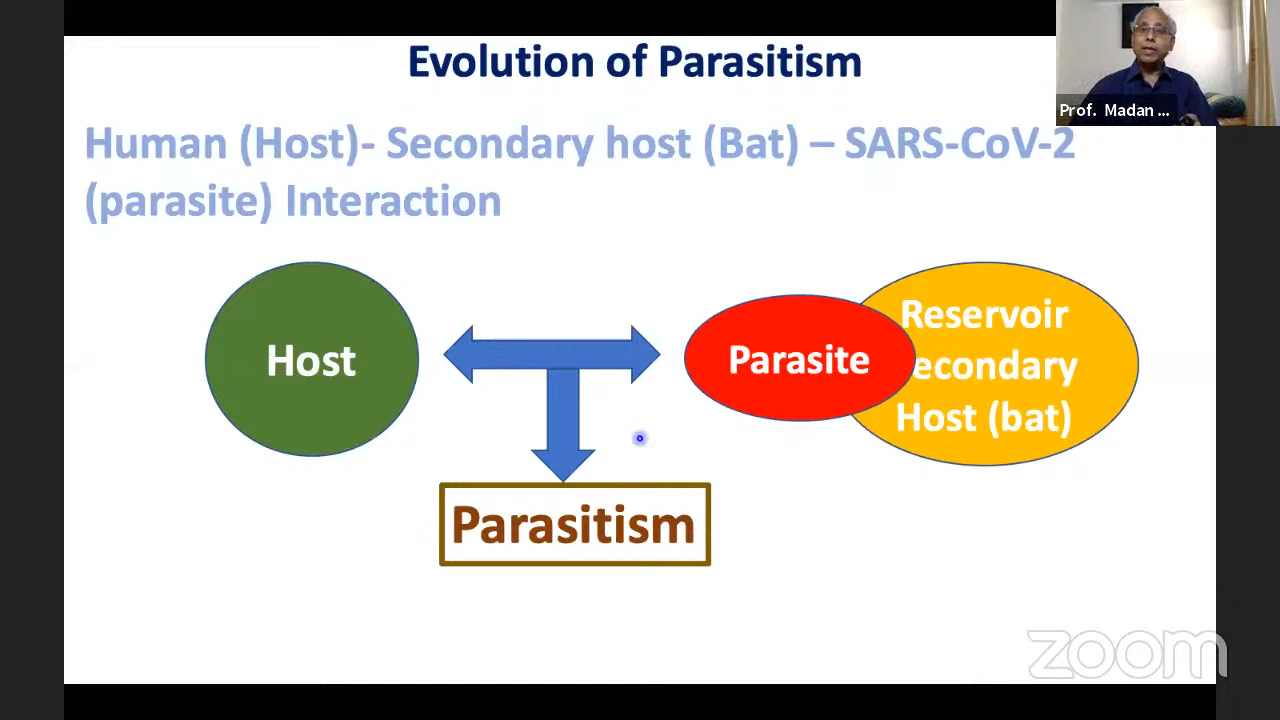 Evolution of Parasitism
Prof. Madan ...
Human (Host)- Secondary host (Bat) – SARS-CoV-2
(parasite) Interaction
Host
Parasite
Reservoir
econdary
Host (bat)
Parasitism
zoom